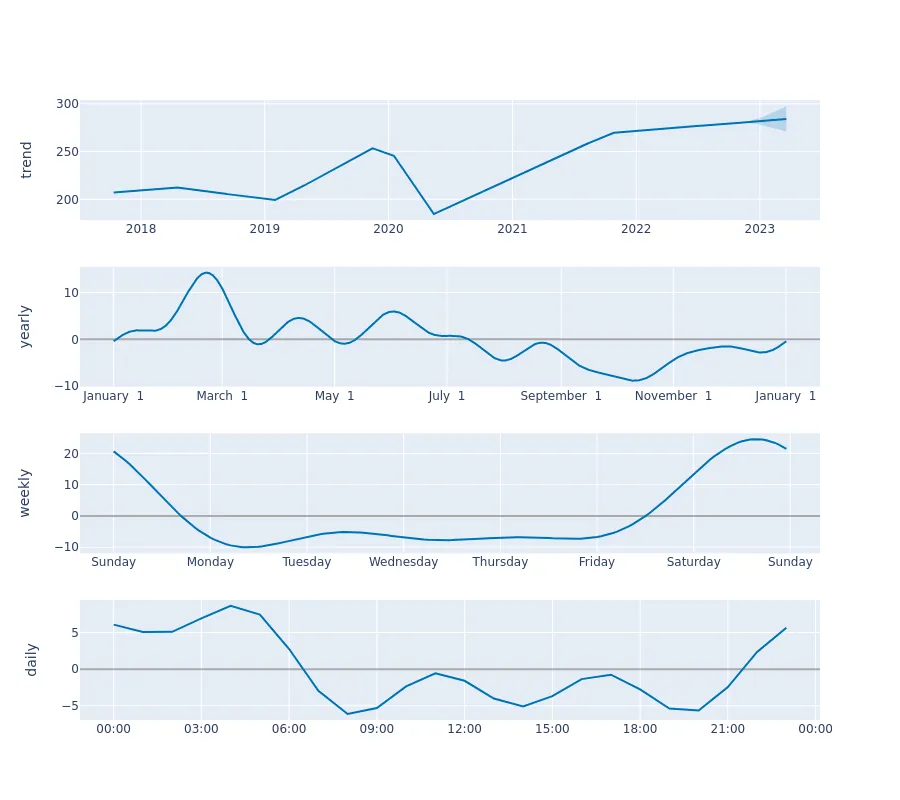 trend
300
250
200
2018 2019 2020 2021 2022 2023
yearly
10
0
−10
January 1 March 1 May 1 July 1 September 1 November 1 January 1
weekly
20
10
0
−10
Sunday Monday Tuesday Wednesday Thursday Friday Saturday Sunday
daily
5
0
−5
00:00 03:00 06:00 09:00 12:00 15:00 18:00 21:00 00:00